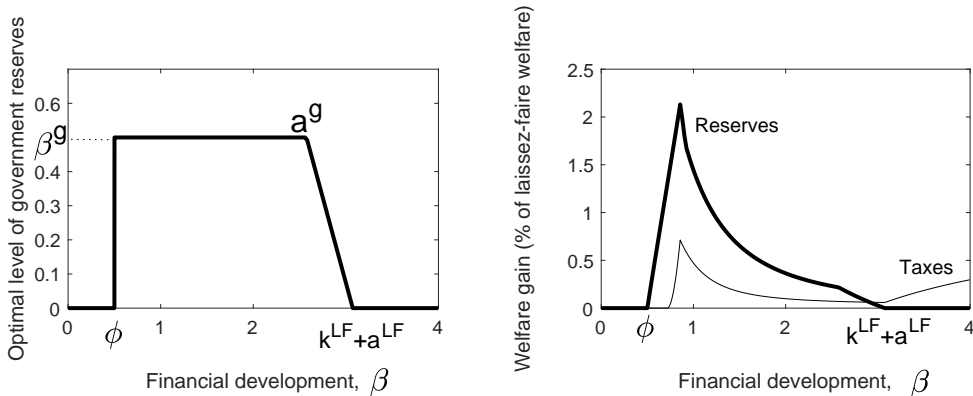 Optimal level of government reserves
0.6
β^g
0.4
0.3
0.2
0.1
0
a^g
0
1
2
4
ϕ
k^LF+a^LF
Financial development, β
Welfare gain (% of laissez-faire welfare)
2.5
2
1.5
1
0.5
0
Reserves
Taxes
0
1
2
4
ϕ
k^LF+a^LF
Financial development, β